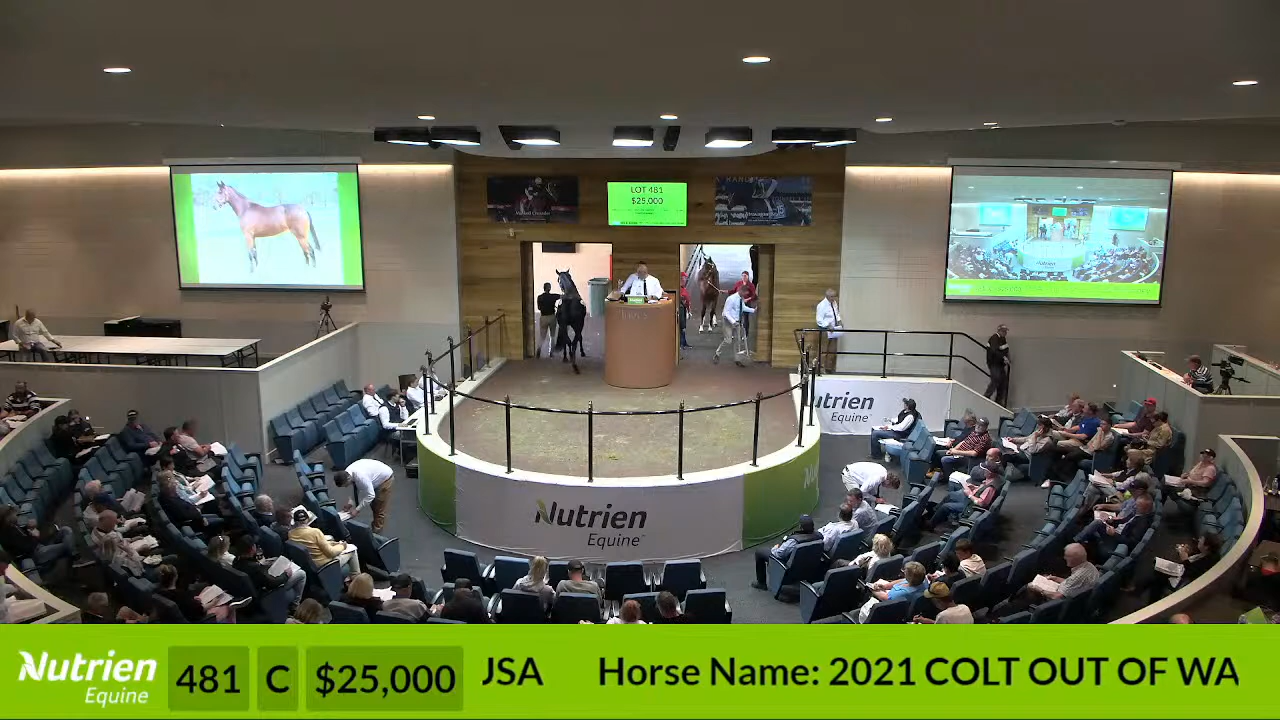 LOT 481
$25,000
Nutrien
Equine
Nutrien
Equine
Nutrien
Equine
481 C $25,000 JSA Horse Name: 2021 COLT OUT OF WA